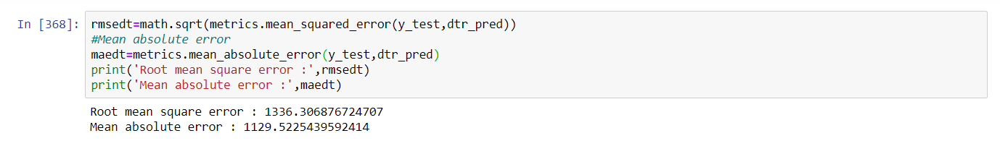 In [368]: rmsedt=math.sqrt(metrics.mean_squared_error(y_test,dtr_pred))
#Mean absolute error
maedt=metrics.mean_absolute_error(y_test,dtr_pred)
print('Root mean square error :',rmsedt)
print('Mean absolute error :',maedt)
Root mean square error : 1336.306876724707
Mean absolute error : 1129.5225439592414